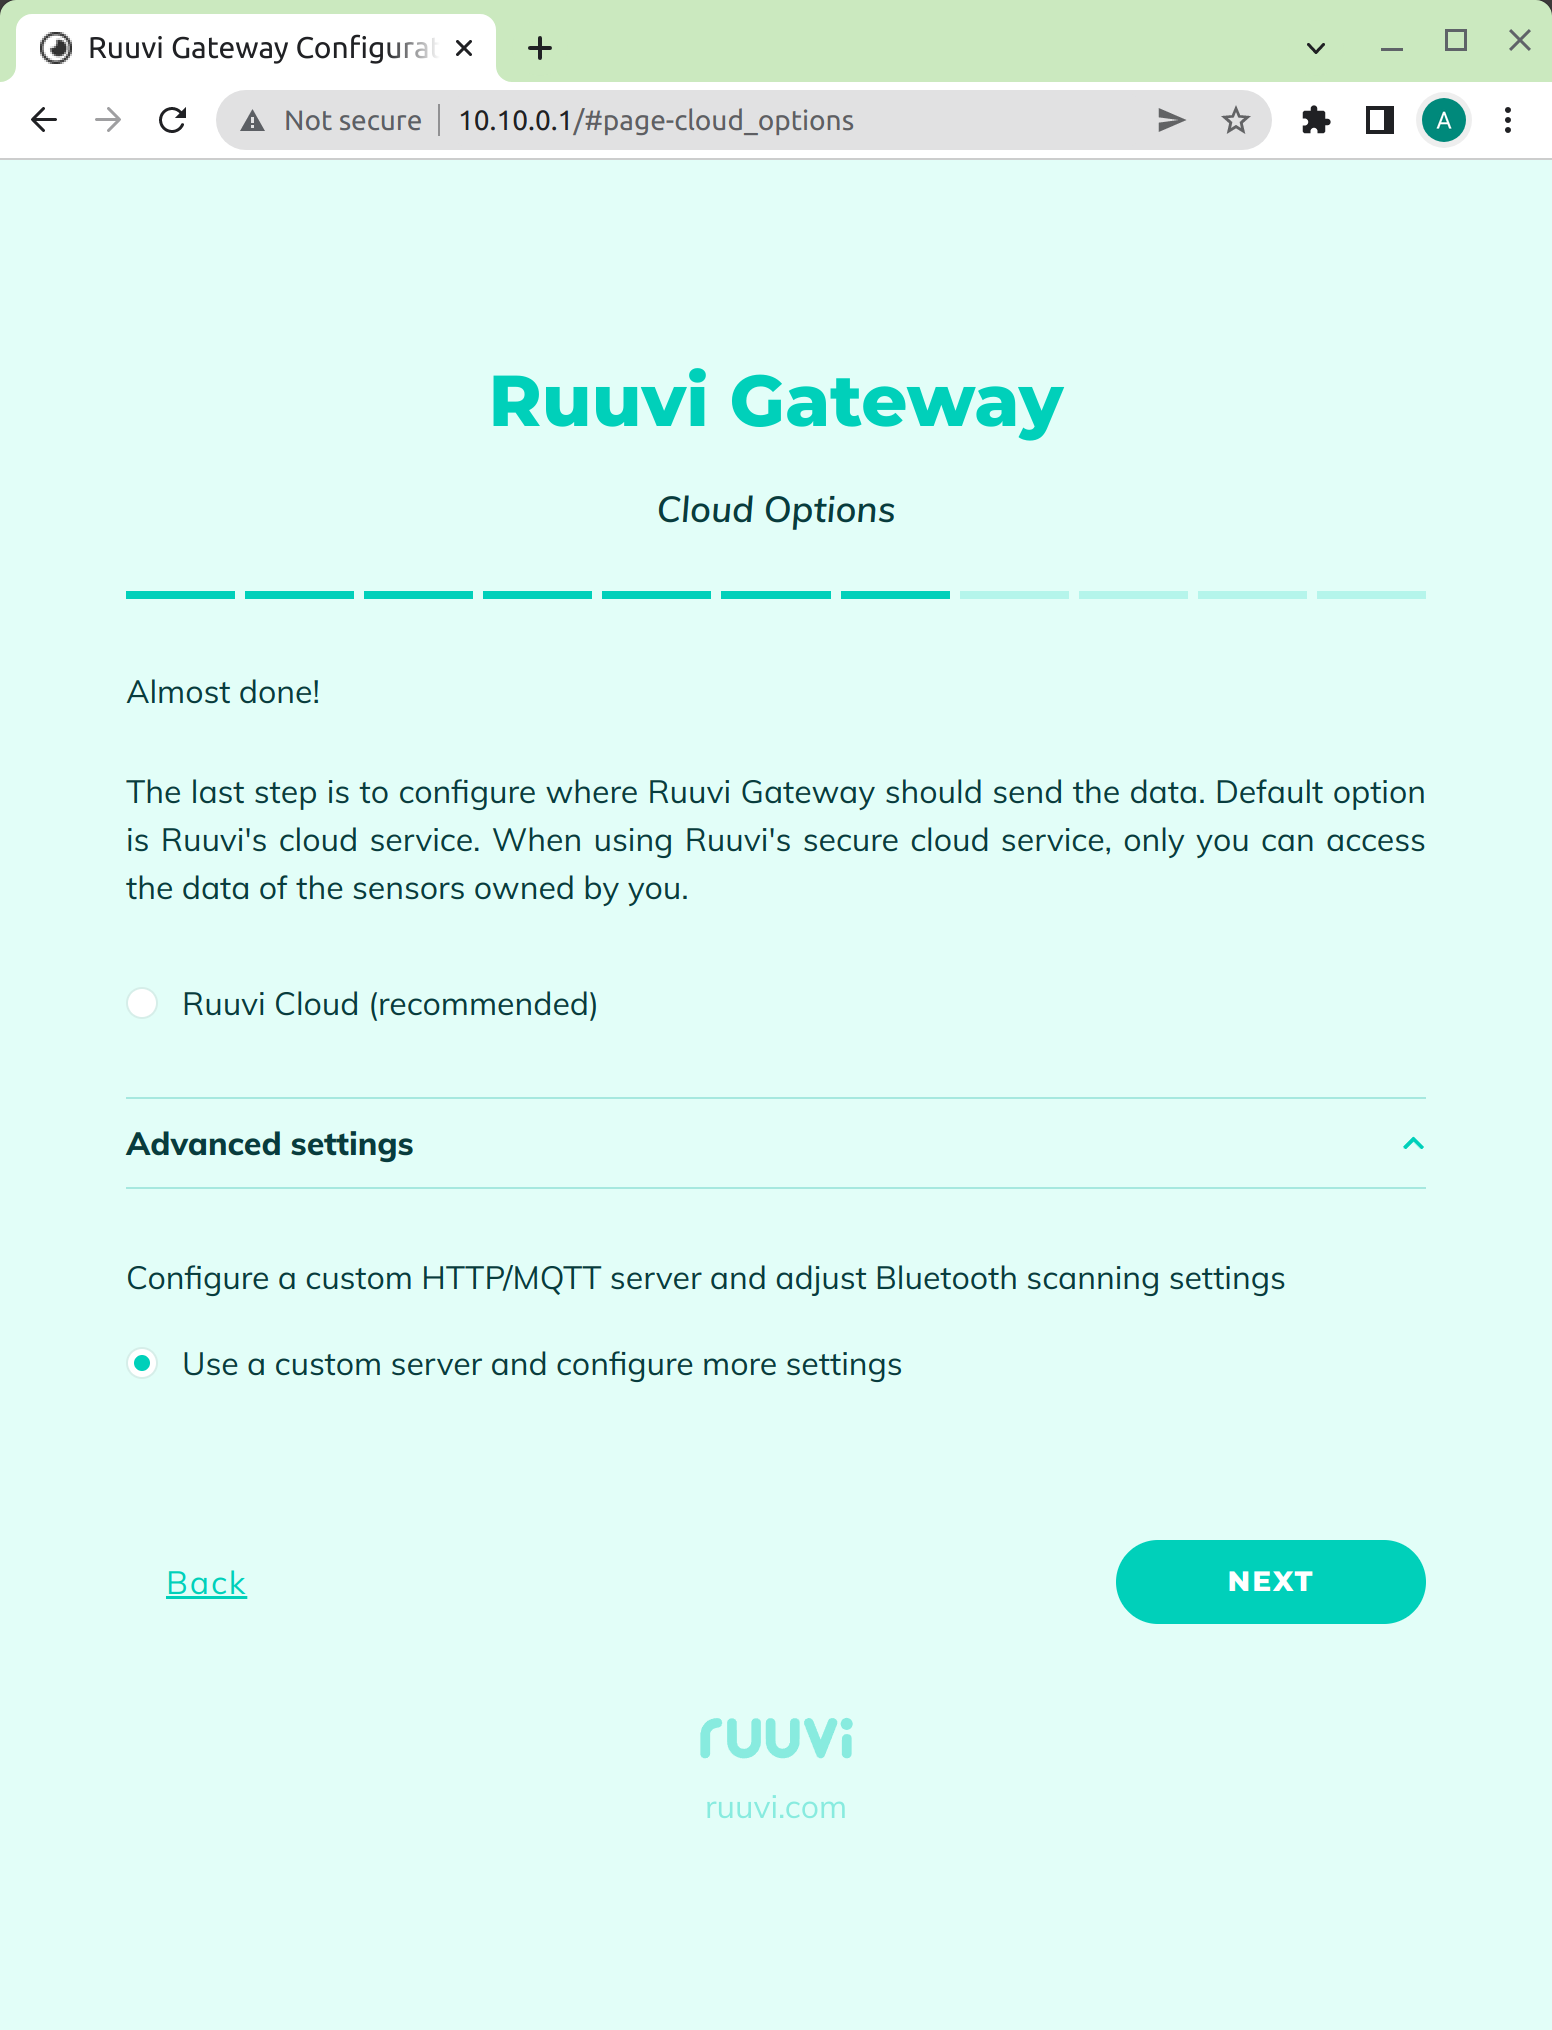 Ruuvi Gateway Configurat
Not secure 10.10.0.1/#page-cloud_options
A
Ruuvi Gateway
Cloud Options
Almost done!
The last step is to configure where Ruuvi Gateway should send the data. Default option
is Ruuvi's cloud service. When using Ruuvi's secure cloud service, only you can access
the data of the sensors owned by you.
Ruuvi Cloud (recommended)
Advanced settings
Configure a custom HTTP/MQTT server and adjust Bluetooth scanning settings
Use a custom server and configure more settings
Back
NEXT
ruuvi
ruuvi.com